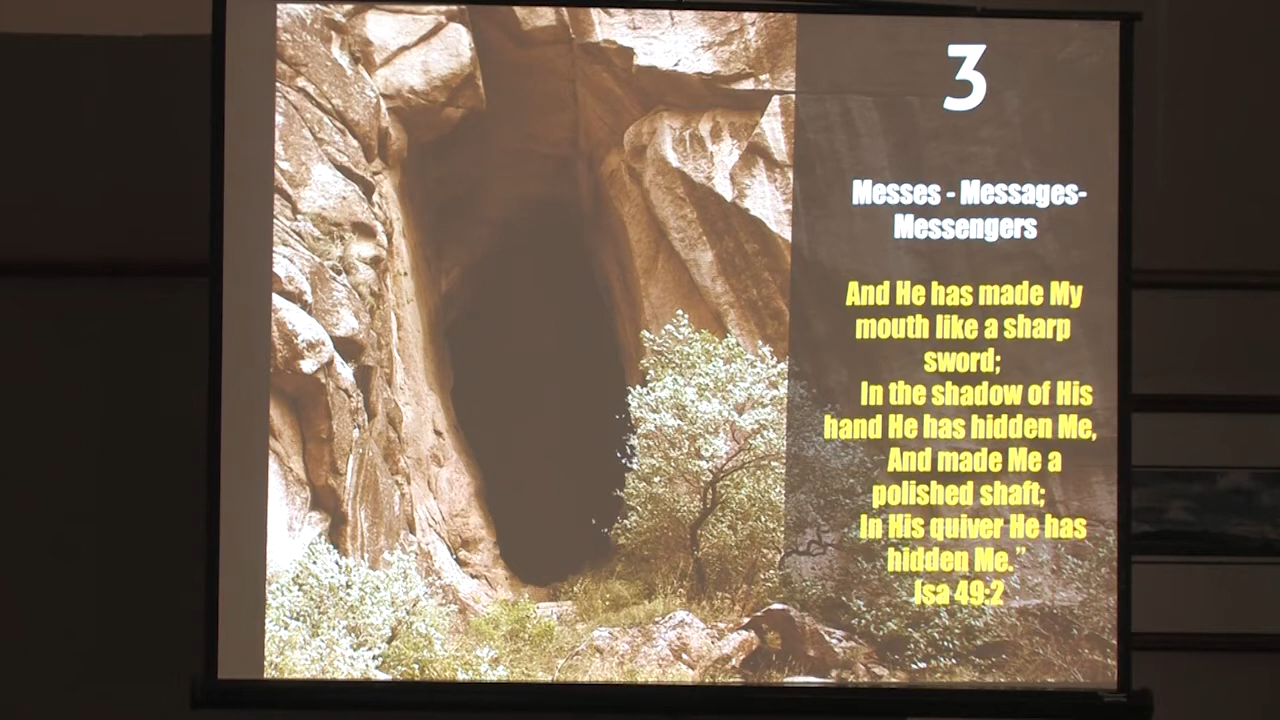 3
Messes - Messages-
Messengers
And He has made My
mouth like a sharp
sword;
In the shadow of His
hand He has hidden Me,
And made Me a
polished shaft;
In His quiver He has
hidden Me.”
Isa 49:2